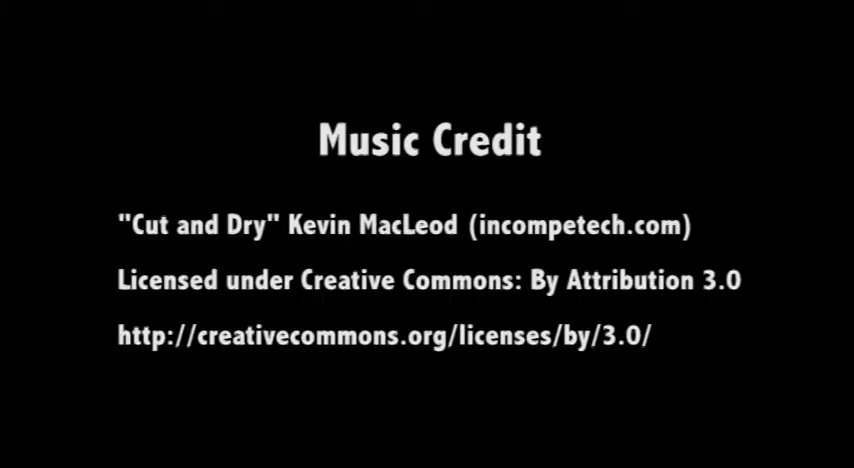 Music Credit
"Cut and Dry" Kevin MacLeod (incompetech.com)
Licensed under Creative Commons: By Attribution 3.0
http://creativecommons.org/licenses/by/3.0/